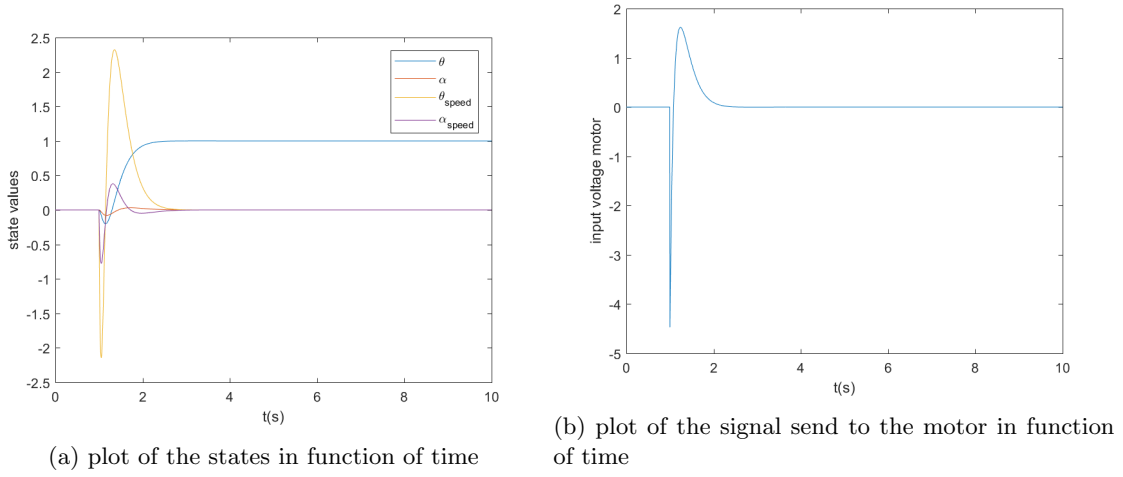 2.5
2
1.5
1
0.5
0
-0.5
-1
-1.5
-2
-2.5
0
2
4
6
8
10
state values
t(s)
θ
α
θspeed
αspeed
(a) plot of the states in function of time
2
1
0
-1
-2
-3
-4
-5
0
2
4
6
8
10
input voltage motor
t(s)
(b) plot of the signal send to the motor in function
of time